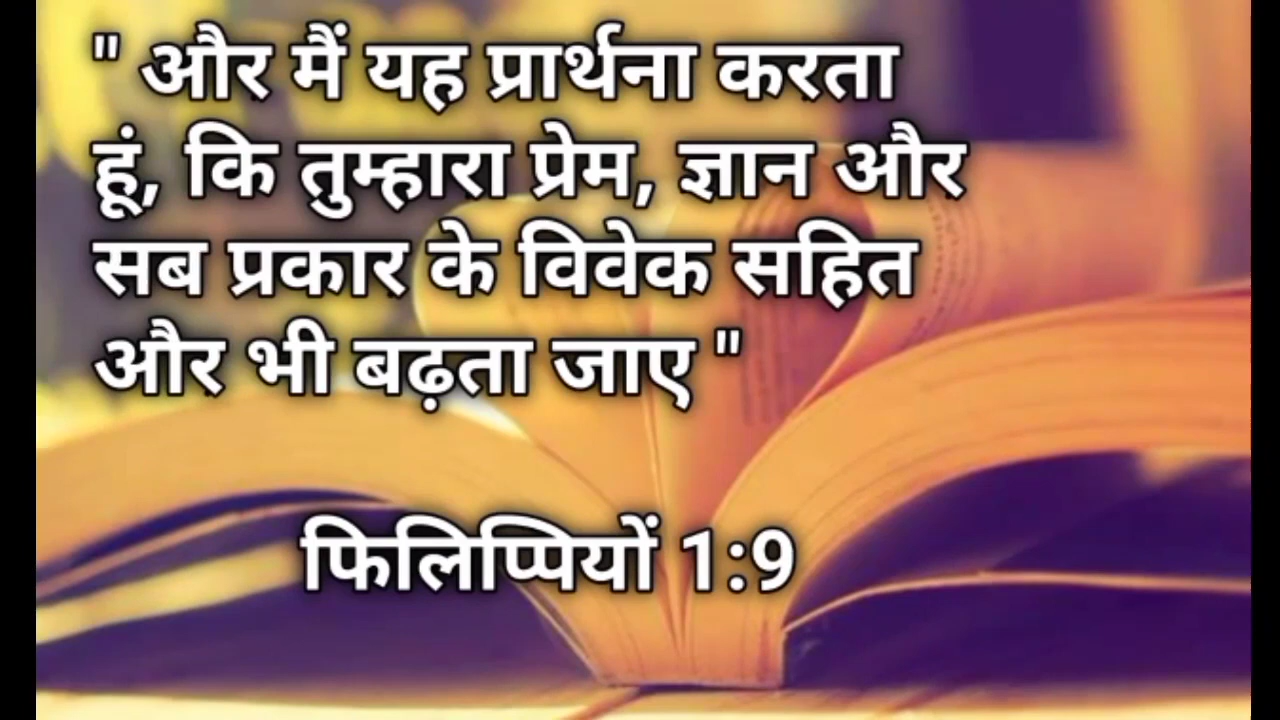 " और मैं यह प्रार्थना करता
हूं, कि तुम्हारा प्रेम, ज्ञान और
सब प्रकार के विवेक सहित
और भी बढ़ता जाए "
फिलिप्पियों 1:9